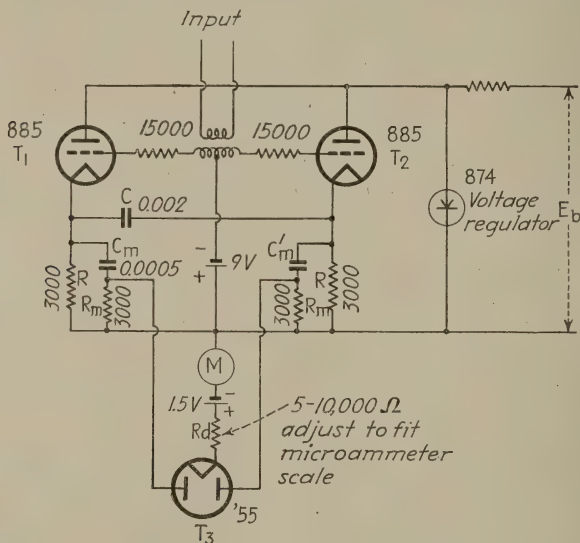 Input
885
T1
15000
15000
885
T2
874
Voltage
regulator
Eb
C
0.002
Cm
0.0005
C'm
- 
+
9V
3000
R
Rm
3000
3000
Rm
R
3000
M
1.5V
-
+
Rd
5-10,000 Ω
adjust to fit
microammeter
scale
'55
T3